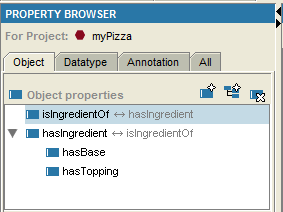 PROPERTY BROWSER
For Project: myPizza
Object Datatype Annotation All
Object properties
isIngredientOf ↔ hasIngredient
hasIngredient ↔ isIngredientOf
hasBase
hasTopping